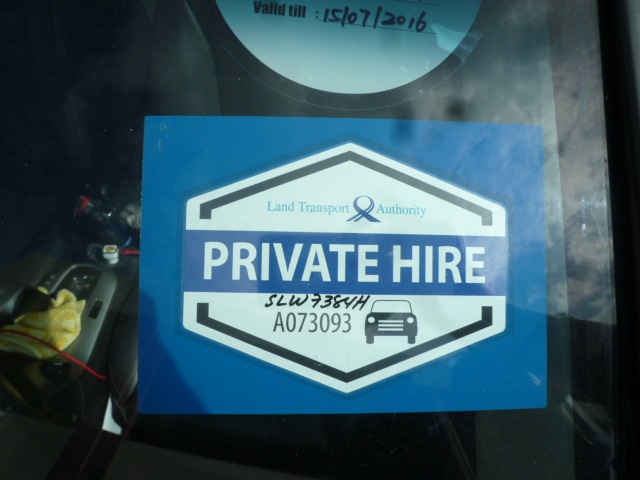 Valid till : 15/07/2016
Land Transport Authority
PRIVATE HIRE
SLW7384H
A073093